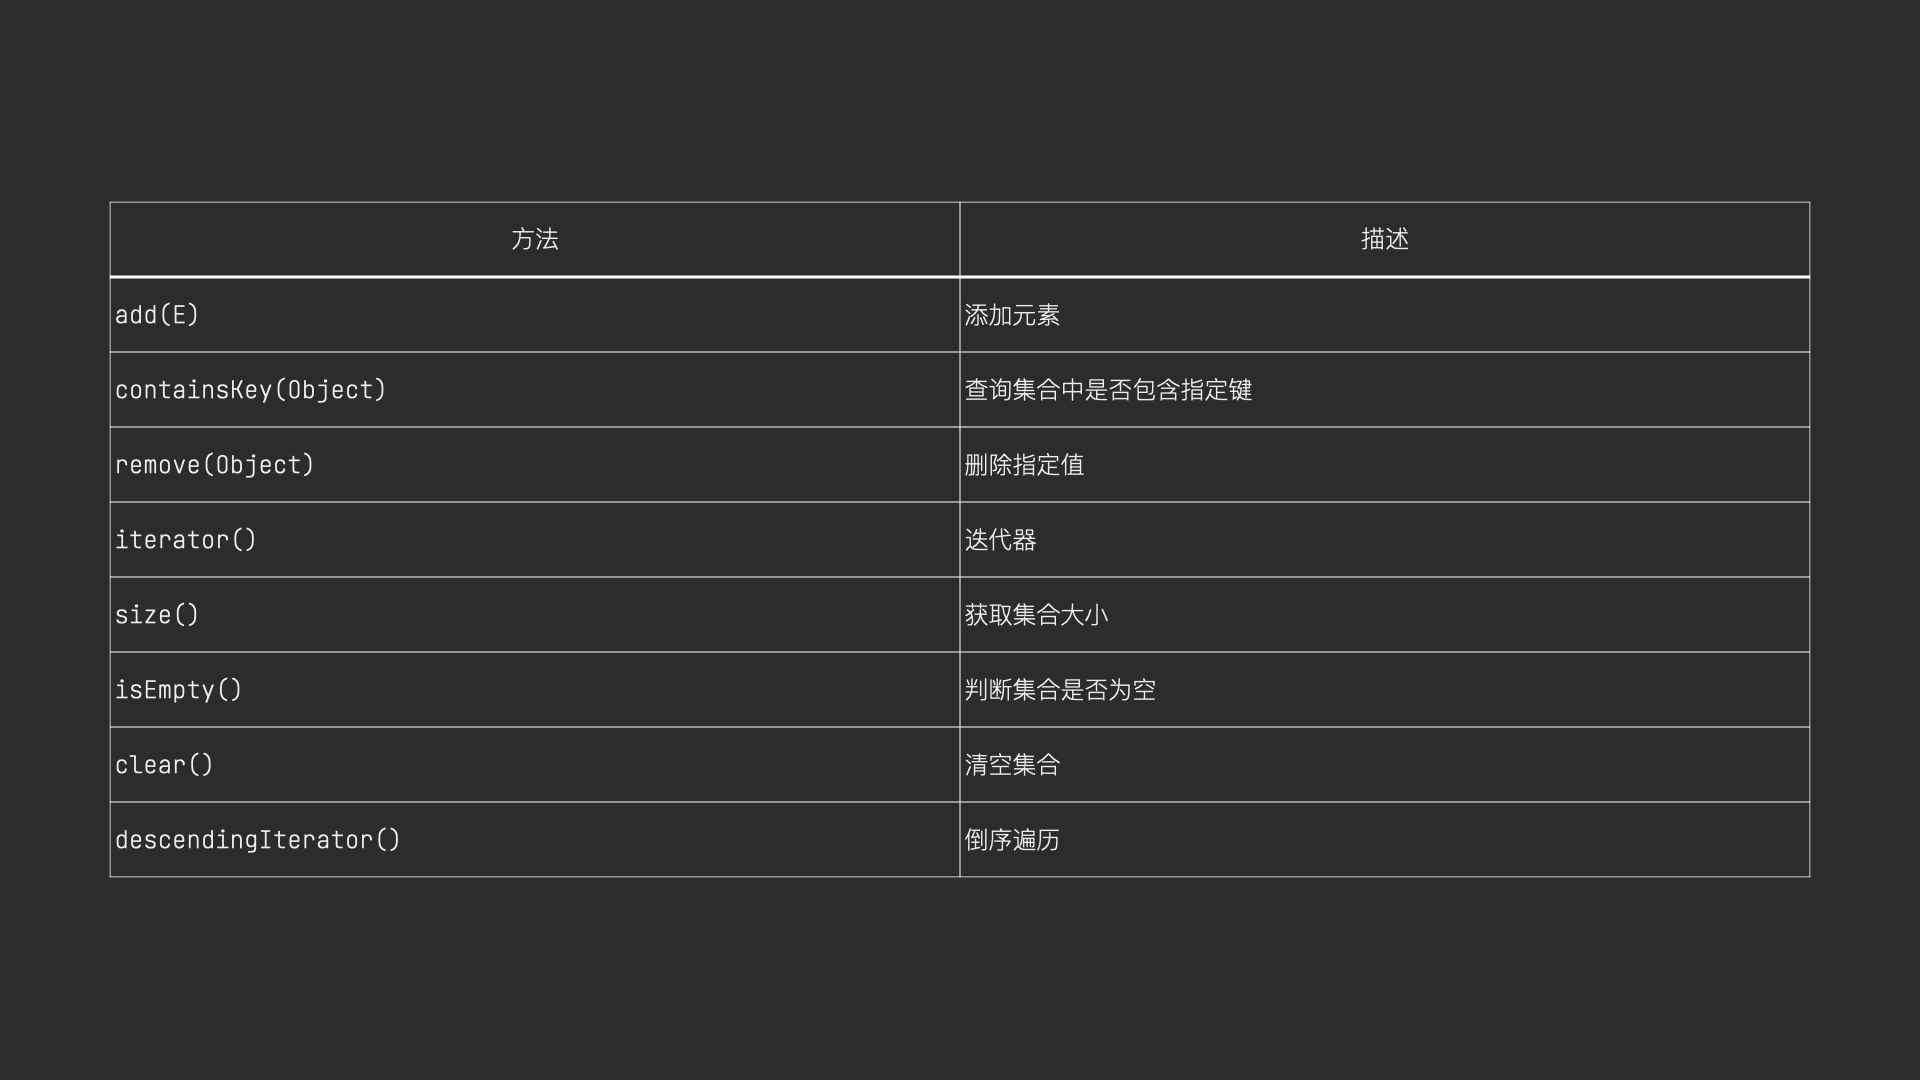 方法 描述
add(E) 添加元素
containsKey(Object) 查询集合中是否包含指定键
remove(Object) 删除指定值
iterator() 迭代器
size() 获取集合大小
isEmpty() 判断集合是否为空
clear() 清空集合
descendingIterator() 倒序遍历